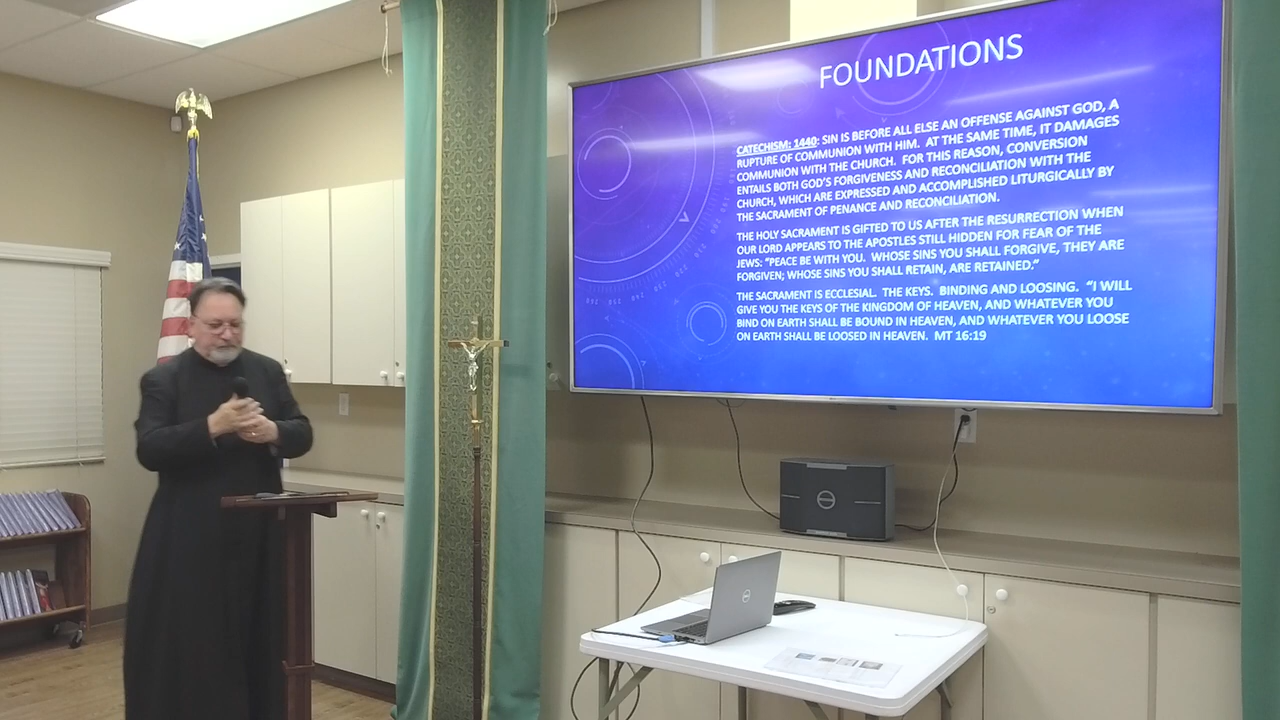 FOUNDATIONS
CATECHISM: 1440: SIN IS BEFORE ALL ELSE AN OFFENSE AGAINST GOD, A
RUPTURE OF COMMUNION WITH HIM. AT THE SAME TIME, IT DAMAGES
COMMUNION WITH THE CHURCH. FOR THIS REASON, CONVERSION
ENTAILS BOTH GOD'S FORGIVENESS AND RECONCILIATION WITH THE
CHURCH, WHICH ARE EXPRESSED AND ACCOMPLISHED LITURGICALLY BY
THE SACRAMENT OF PENANCE AND RECONCILIATION.
THE HOLY SACRAMENT IS GIFTED TO US AFTER THE RESURRECTION WHEN
OUR LORD APPEARS TO THE APOSTLES STILL HIDDEN FOR FEAR OF THE
JEWS: "PEACE BE WITH YOU. WHOSE SINS YOU SHALL FORGIVE, THEY ARE
FORGIVEN; WHOSE SINS YOU SHALL RETAIN, ARE RETAINED."
THE SACRAMENT IS ECCLESIAL. THE KEYS. BINDING AND LOOSING. "I WILL
GIVE YOU THE KEYS OF THE KINGDOM OF HEAVEN, AND WHATEVER YOU
BIND ON EARTH SHALL BE BOUND IN HEAVEN, AND WHATEVER YOU LOOSE
ON EARTH SHALL BE LOOSED IN HEAVEN. MT 16:19
DELL